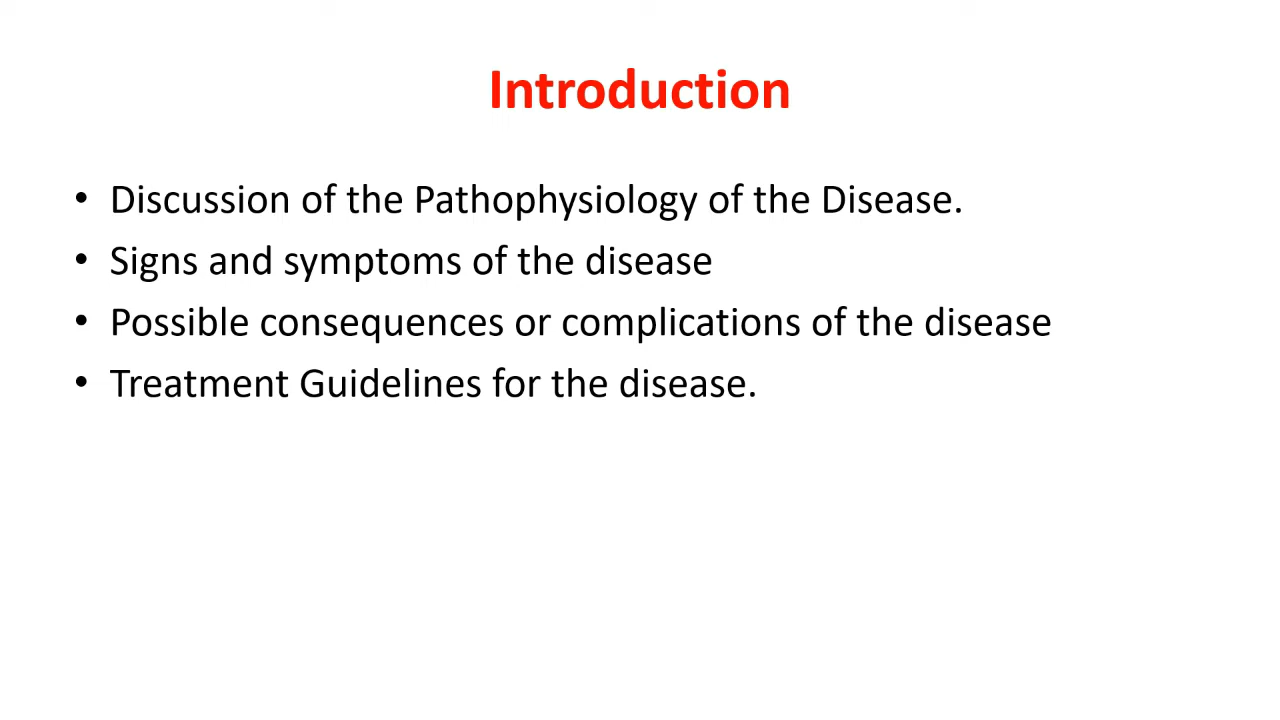 Introduction
• Discussion of the Pathophysiology of the Disease.
• Signs and symptoms of the disease
• Possible consequences or complications of the disease
• Treatment Guidelines for the disease.